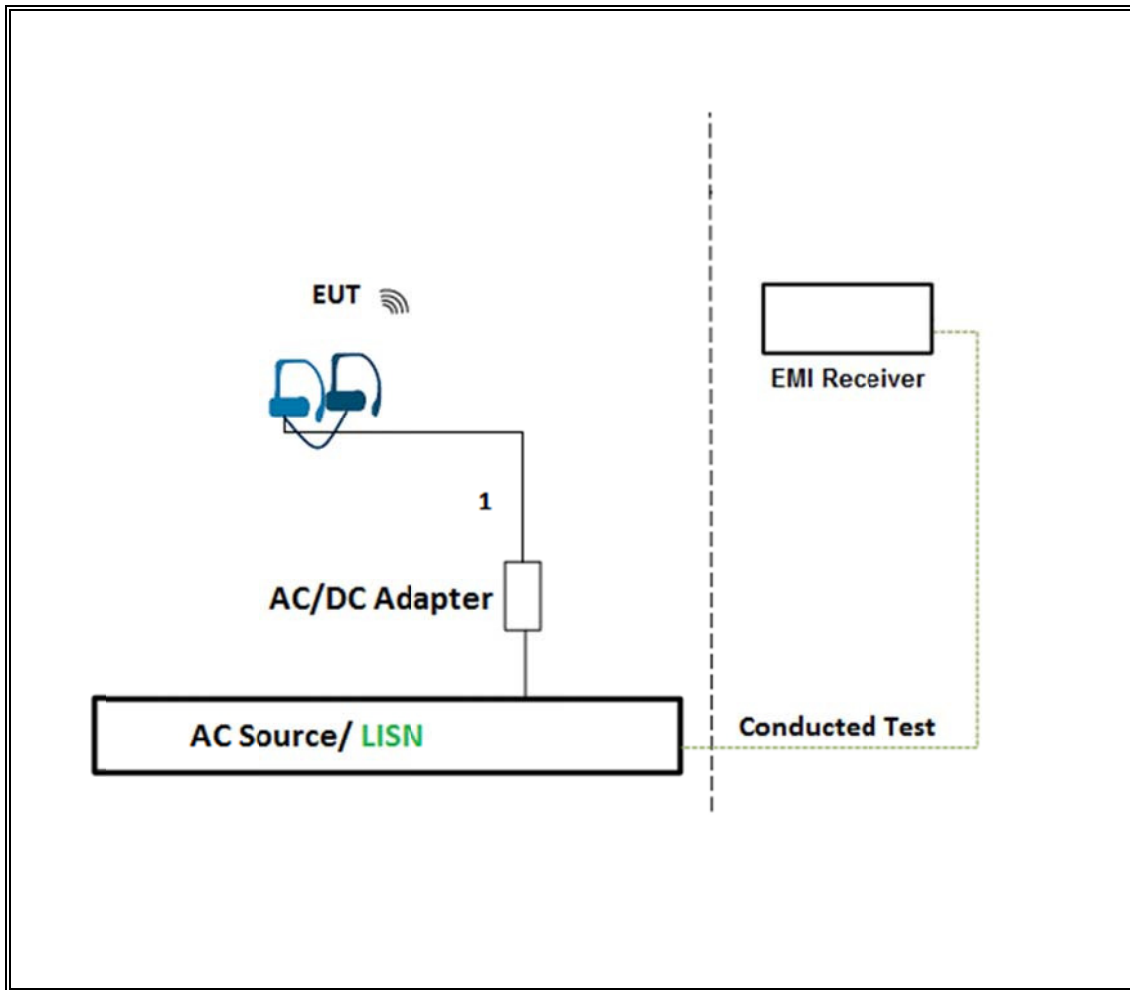 EUT
EMI Receiver
1
AC/DC Adapter
AC Source/ LISN
Conducted Test